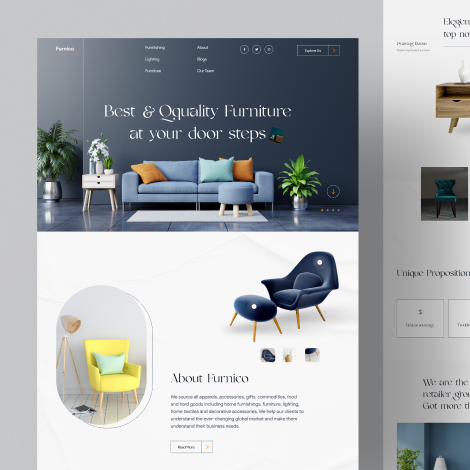 Furnico
Furnishing
Lighting
Furniture
About
Blogs
Our Team
Explore Us
Best & Qquality Furniture
at your door steps
About Furnico
We source all apparels, accessories, gifts, commodities, food
and hard goods including home furnishings, furniture, lighting,
home textiles and decorative accessories. We help our clients to
understand the ever-changing global market and make them
understand their business needs.
Read More
top no
Unique Proposition
$
We are the
retailer grou
Got more th